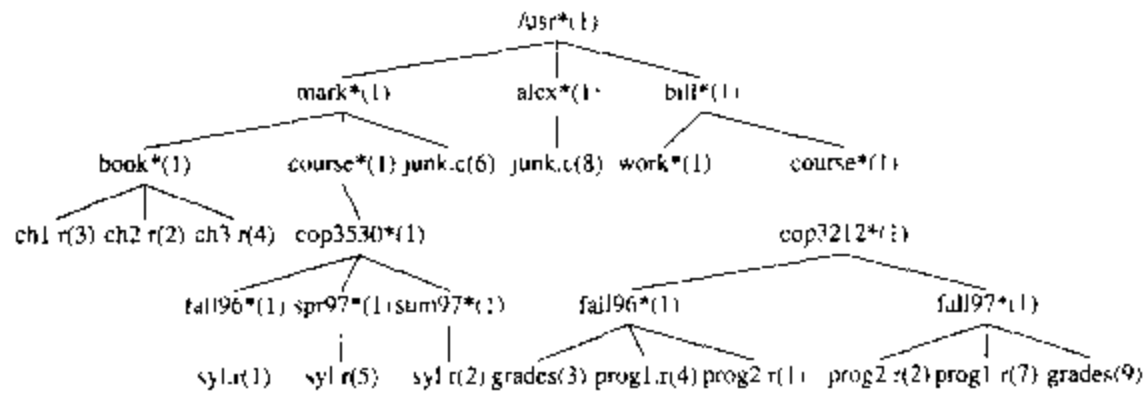 /usr*(1)
mark*(1) alex*(1) bill*(1)
book*(1) course*(1) junk.c(6) junk.c(8) work*(1) course*(1)
ch1.r(3) ch2.r(2) ch3.r(4) cop3530*(1) cop3212*(1)
fall96*(1) spr97*(1) sum97*(1) fall96*(1) fall97*(1)
syl.r(1) syl.r(5) syl.r(2) grades(3) prog1.r(4) prog2.r(1) prog2.r(2) prog1.r(7) grades(9)